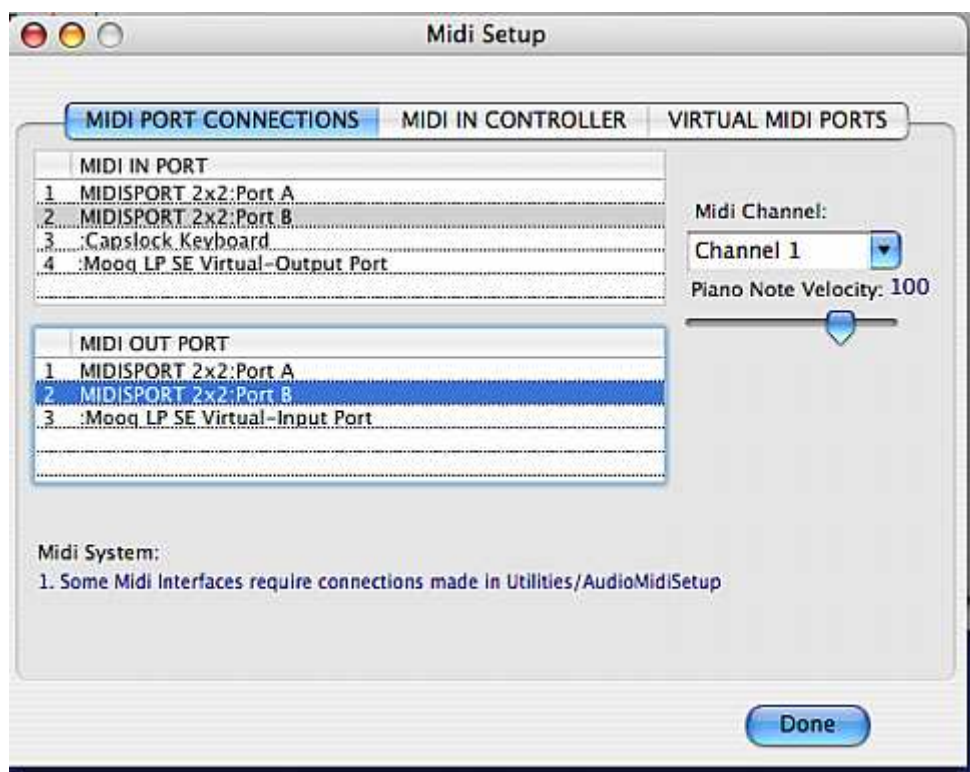 Midi Setup
MIDI PORT CONNECTIONS MIDI IN CONTROLLER VIRTUAL MIDI PORTS
MIDI IN PORT
1 MIDISPORT 2x2:Port A
2 MIDISPORT 2x2:Port B
3 :Capslock Keyboard
4 :Moog LP SE Virtual-Output Port
Midi Channel:
Channel 1
Piano Note Velocity: 100
MIDI OUT PORT
1 MIDISPORT 2x2:Port A
2 MIDISPORT 2x2:Port B
3 :Moog LP SE Virtual-Input Port
Midi System:
1. Some Midi Interfaces require connections made in Utilities/AudioMidiSetup
Done